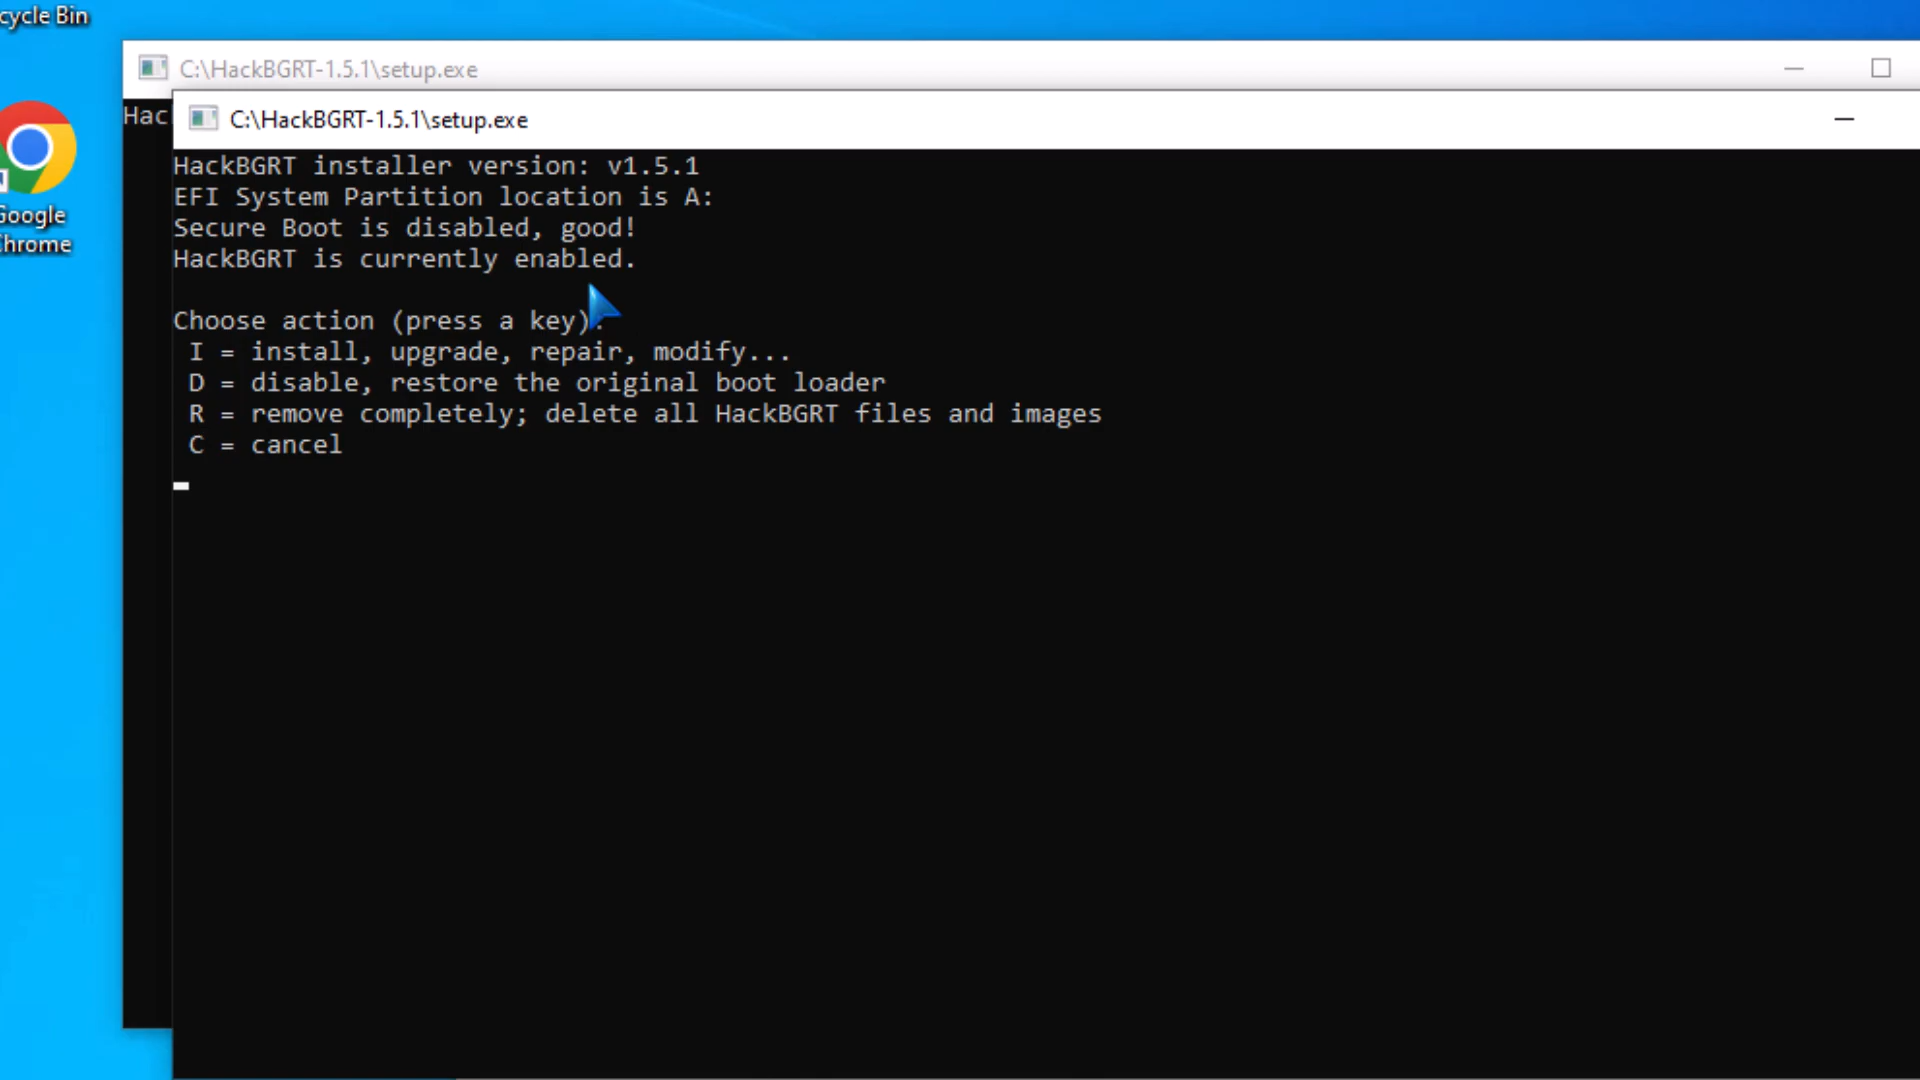 cycle Bin
C:\HackBGRT-1.5.1\setup.exe
Hac
C:\HackBGRT-1.5.1\setup.exe
Google
Chrome
HackBGRT installer version: v1.5.1
EFI System Partition location is A:
Secure Boot is disabled, good!
HackBGRT is currently enabled.
Choose action (press a key):
I = install, upgrade, repair, modify...
D = disable, restore the original boot loader
R = remove completely; delete all HackBGRT files and images
C = cancel